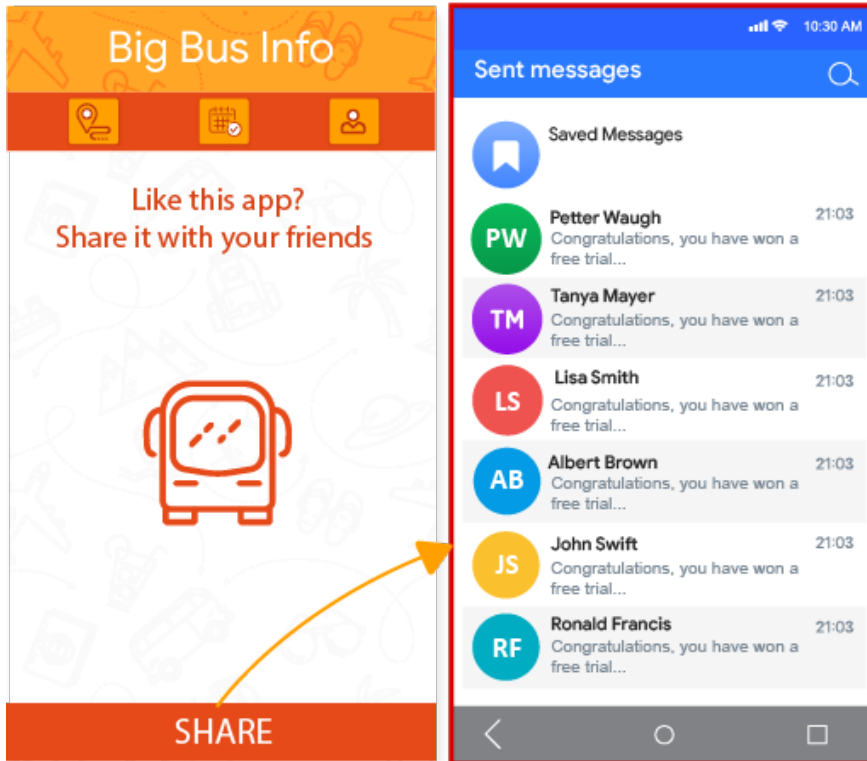 Big Bus Info
Like this app?
Share it with your friends
SHARE
10:30 AM
Sent messages
Saved Messages
PW
Petter Waugh
21:03
Congratulations, you have won a
free trial...
TM
Tanya Mayer
21:03
Congratulations, you have won a
free trial...
LS
Lisa Smith
21:03
Congratulations, you have won a
free trial...
AB
Albert Brown
21:03
Congratulations, you have won a
free trial...
JS
John Swift
21:03
Congratulations, you have won a
free trial...
RF
Ronald Francis
21:03
Congratulations, you have won a
free trial...